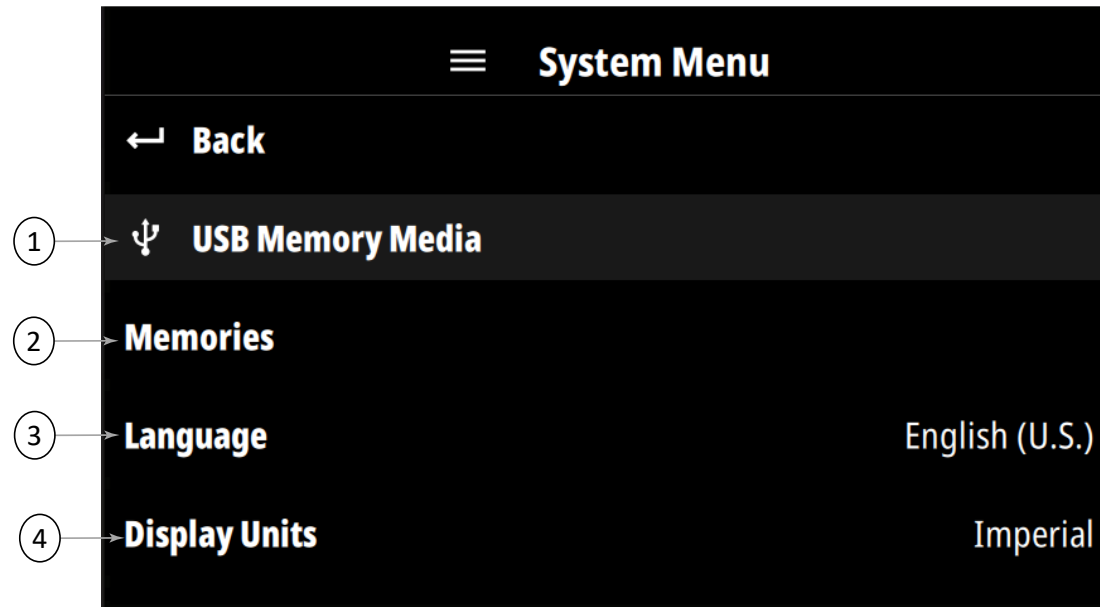 System Menu
Back
1 USB Memory Media
2 Memories
3 Language English (U.S.)
4 Display Units Imperial